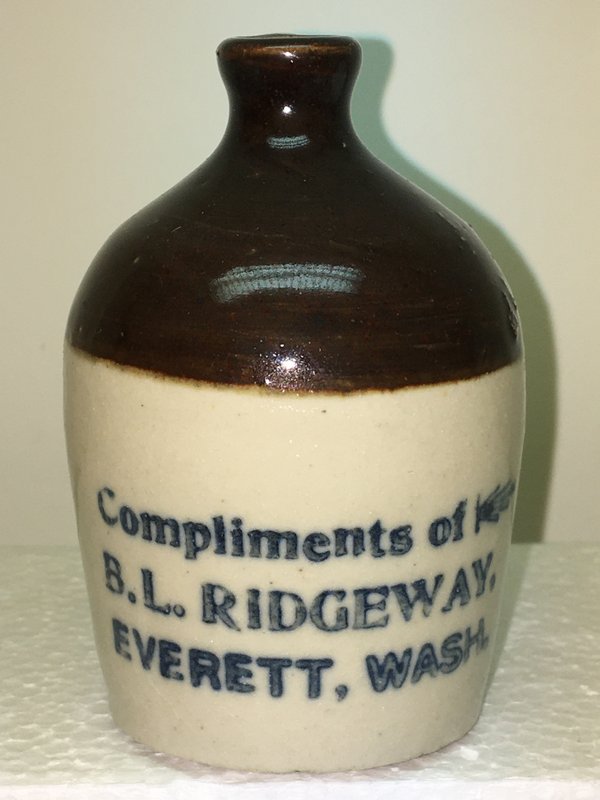 Compliments of ☞
B.L. RIDGEWAY.
EVERETT, WASH.